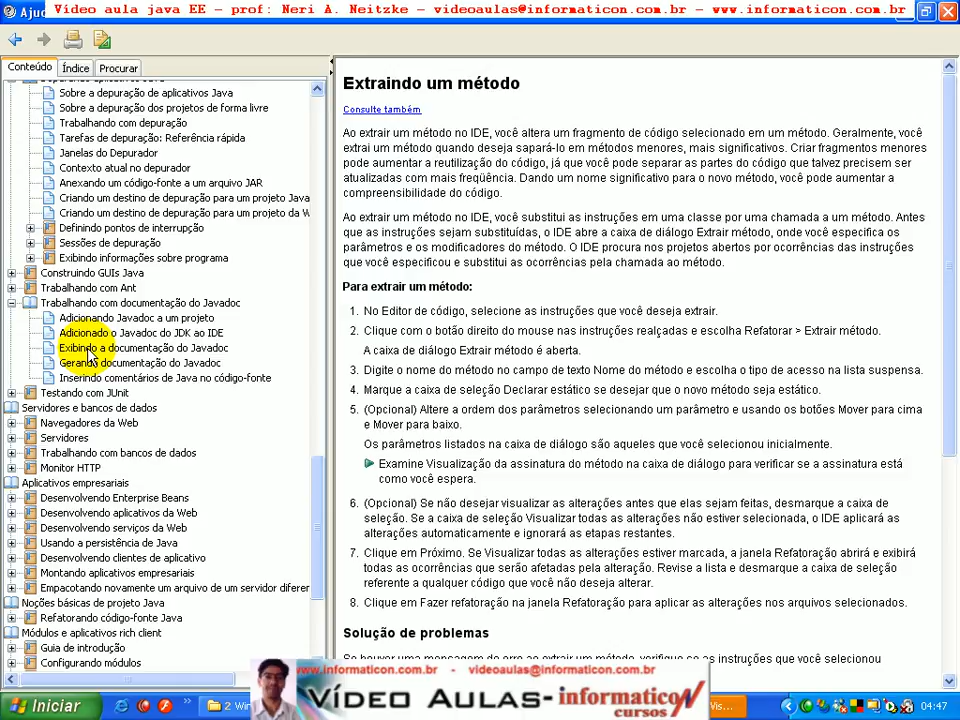 Vídeo aula java EE – prof: Neri A. Neitzke – videoaulas@informaticon.com.br – www.informaticon.com.br
Conteúdo
Índice
Procurar
Sobre a depuração de aplicativos Java
Sobre a depuração dos projetos de forma livre
Trabalhando com depuração
Tarefas de depuração: Referência rápida
Janelas do Depurador
Contexto atual no depurador
Anexando um código-fonte a um arquivo JAR
Criando um destino de depuração para um projeto Java
Criando um destino de depuração para um projeto da W
Definindo pontos de interrupção
Sessões de depuração
Exibindo informações sobre programa
Construindo GUIs Java
Trabalhando com Ant
Trabalhando com documentação do Javadoc
Adicionando Javadoc a um projeto
Adicionado o Javadoc do JDK ao IDE
Exibindo a documentação do Javadoc
Gerando documentação do Javadoc
Inserindo comentários de Java no código-fonte
Testando com JUnit
Servidores e bancos de dados
Navegadores da Web
Servidores
Trabalhando com bancos de dados
Monitor HTTP
Aplicativos empresariais
Desenvolvendo Enterprise Beans
Desenvolvendo aplicativos da Web
Desenvolvendo serviços da Web
Usando a persistência de Java
Desenvolvendo clientes de aplicativo
Montando aplicativos empresariais
Empacotando novamente um arquivo de um servidor diferen
Noções básicas de projeto Java
Refatorando código-fonte Java
Módulos e aplicativos rich client
Guia de introdução
Configurando módulos
Extraindo um método
Consulte também
Ao extrair um método no IDE, você altera um fragmento de código selecionado em um método. Geralmente, você
extrai um método quando deseja sapará-lo em métodos menores, mais significativos. Criar fragmentos menores
pode aumentar a reutilização do código, já que você pode separar as partes do código que talvez precisem ser
atualizadas com mais freqüência. Dando um nome significativo para o novo método, você pode aumentar a
compreensibilidade do código.
Ao extrair um método no IDE, você substitui as instruções em uma classe por uma chamada a um método. Antes
que as instruções sejam substituídas, o IDE abre a caixa de diálogo Extrair método, onde você especifica os
parâmetros e os modificadores do método. O IDE procura nos projetos abertos por ocorrências das instruções
que você especificou e substitui as ocorrências pela chamada ao método.
Para extrair um método:
1. No Editor de código, selecione as instruções que você deseja extrair.
2. Clique com o botão direito do mouse nas instruções realçadas e escolha Refatorar > Extrair método.
A caixa de diálogo Extrair método é aberta.
3. Digite o nome do método no campo de texto Nome do método e escolha o tipo de acesso na lista suspensa.
4. Marque a caixa de seleção Declarar estático se desejar que o novo método seja estático.
5. (Opcional) Altere a ordem dos parâmetros selecionando um parâmetro e usando os botões Mover para cima
e Mover para baixo.
Os parâmetros listados na caixa de diálogo são aqueles que você selecionou inicialmente.
Examine Visualização da assinatura do método na caixa de diálogo para verificar se a assinatura está
como você espera.
6. (Opcional) Se não desejar visualizar as alterações antes que elas sejam feitas, desmarque a caixa de
seleção. Se a caixa de seleção Visualizar todas as alterações não estiver selecionada, o IDE aplicará as
alterações automaticamente e ignorará as etapas restantes.
7. Clique em Próximo. Se Visualizar todas as alterações estiver marcada, a janela Refatoração abrirá e exibirá
todas as ocorrências que serão afetadas pela alteração. Revise a lista e desmarque a caixa de seleção
referente a qualquer código que você não deseja alterar.
8. Clique em Fazer refatoração na janela Refatoração para aplicar as alterações nos arquivos selecionados.
Solução de problemas
www.informaticon.com.br - videoaulas@informaticon.com.br
VÍDEO AULAS- informaticon
cursos
Iniciar
2 Win
04:47